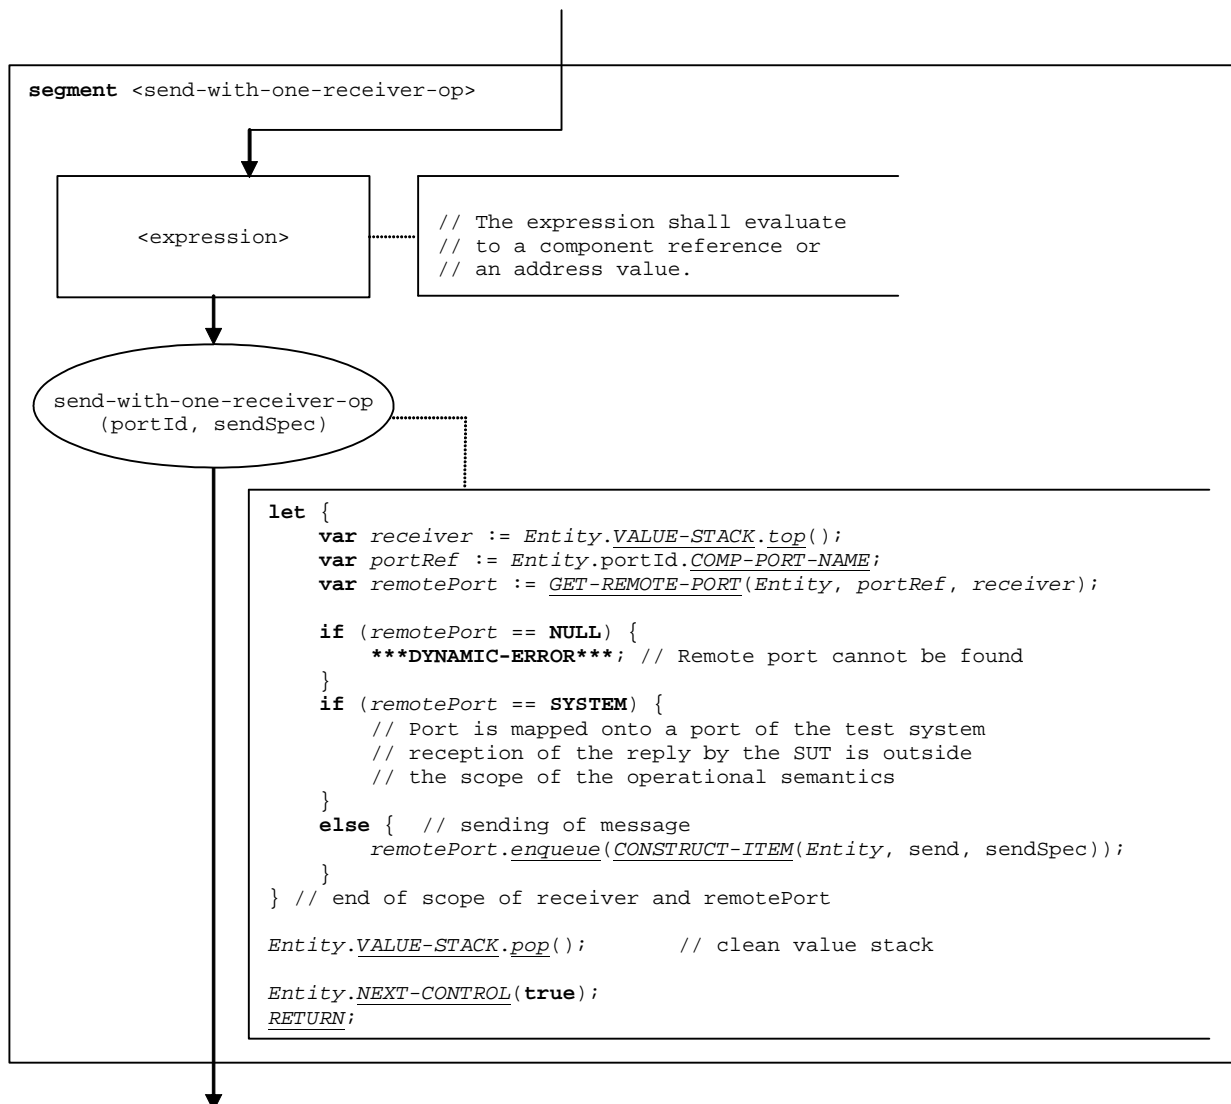 segment <send-with-one-receiver-op>
<expression>
// The expression shall evaluate
// to a component reference or
// an address value.
send-with-one-receiver-op
(portId, sendSpec)
let {
var receiver := Entity.VALUE-STACK.top();
var portRef := Entity.portId.COMP-PORT-NAME;
var remotePort := GET-REMOTE-PORT(Entity, portRef, receiver);
if (remotePort == NULL) {
***DYNAMIC-ERROR***; // Remote port cannot be found
}
if (remotePort == SYSTEM) {
// Port is mapped onto a port of the test system
// reception of the reply by the SUT is outside
// the scope of the operational semantics
}
else { // sending of message
remotePort.enqueue(CONSTRUCT-ITEM(Entity, send, sendSpec));
}
} // end of scope of receiver and remotePort
Entity.VALUE-STACK.pop(); // clean value stack
Entity.NEXT-CONTROL(true);
RETURN;